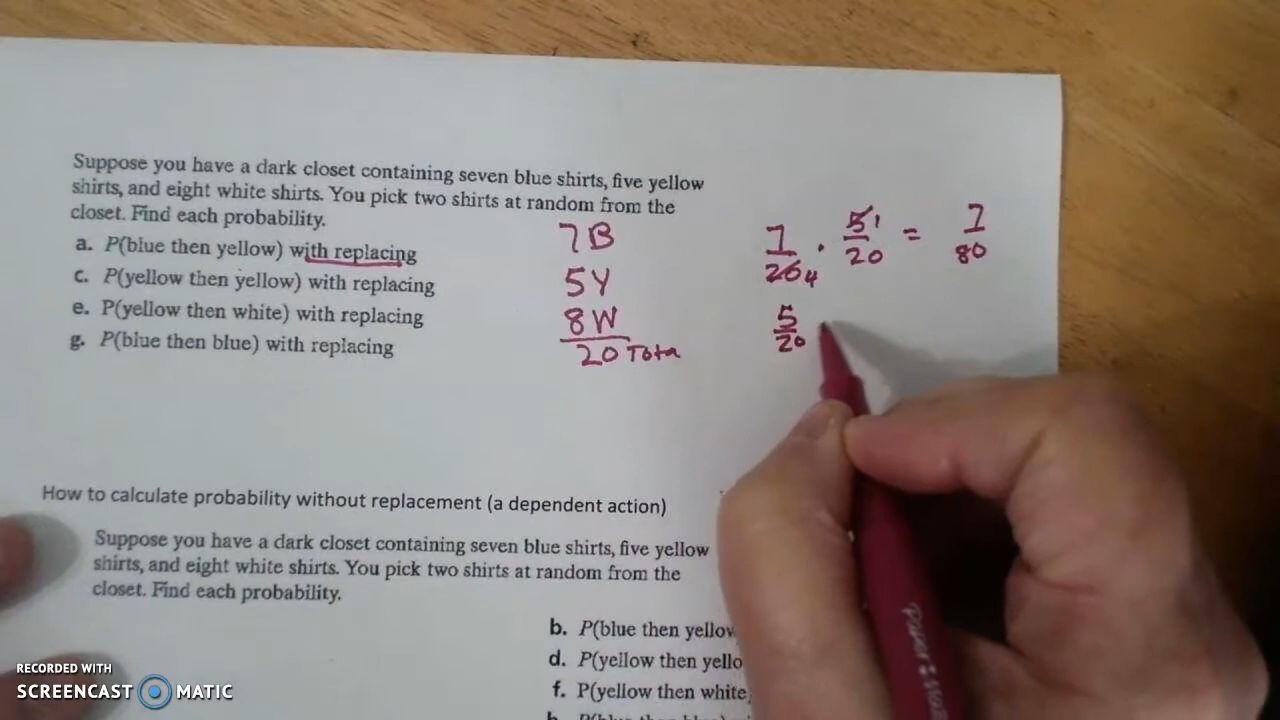 Suppose you have a dark closet containing seven blue shirts, five yellow
shirts, and eight white shirts. You pick two shirts at random from the
closet. Find each probability.
a. P(blue then yellow) with replacing
c. P(yellow then yellow) with replacing
e. P(yellow then white) with replacing
g. P(blue then blue) with replacing
7B
5Y
8W
20 Total
7/20 4 · 5/20 1 = 7/80
5/20
How to calculate probability without replacement (a dependent action)
Suppose you have a dark closet containing seven blue shirts, five yellow
shirts, and eight white shirts. You pick two shirts at random from the
closet. Find each probability.
b. P(blue then yellow
d. P(yellow then yello
f. P(yellow then white
RECORDED WITH
SCREENCAST MATIC